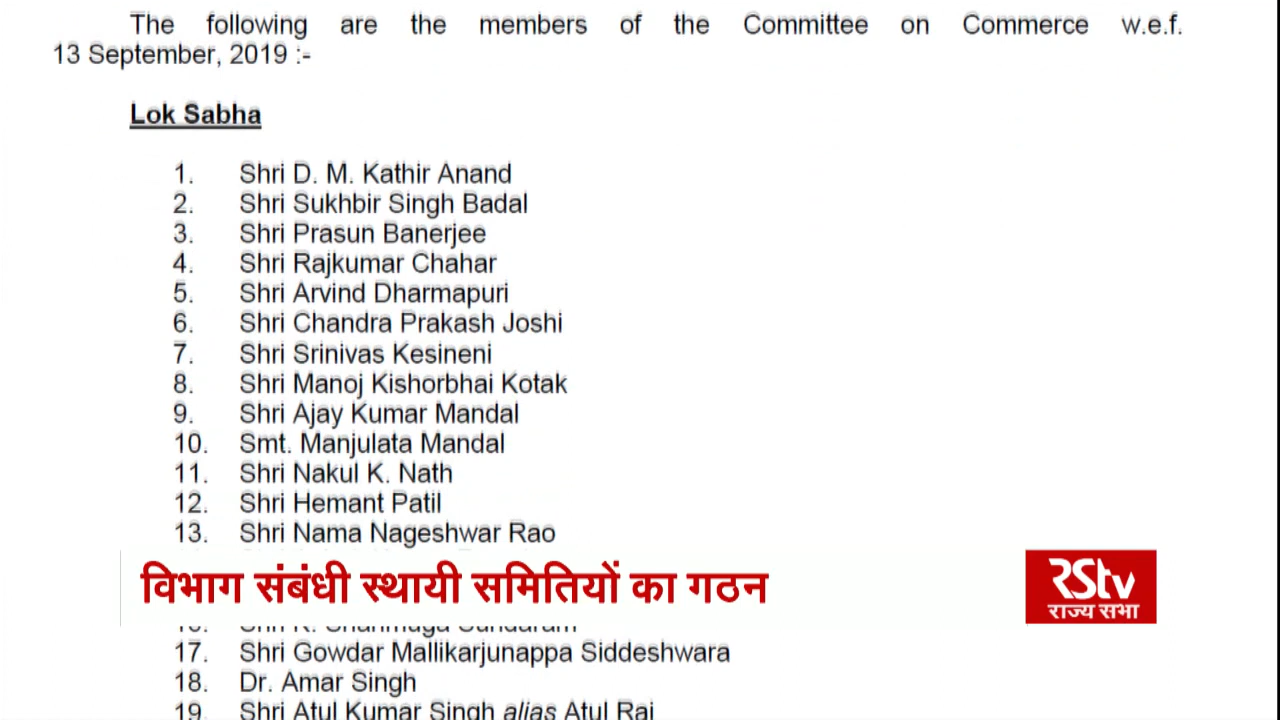 The following are the members of the Committee on Commerce w.e.f.
13 September, 2019 :-
Lok Sabha
1. Shri D. M. Kathir Anand
2. Shri Sukhbir Singh Badal
3. Shri Prasun Banerjee
4. Shri Rajkumar Chahar
5. Shri Arvind Dharmapuri
6. Shri Chandra Prakash Joshi
7. Shri Srinivas Kesineni
8. Shri Manoj Kishorbhai Kotak
9. Shri Ajay Kumar Mandal
10. Smt. Manjulata Mandal
11. Shri Nakul K. Nath
12. Shri Hemant Patil
13. Shri Nama Nageshwar Rao
विभाग संबंधी स्थायी समितियों का गठन
RStv
राज्य सभा
16. Shri K. Shanmuga Sundaram
17. Shri Gowdar Mallikarjunappa Siddeshwara
18. Dr. Amar Singh
19. Shri Atul Kumar Singh alias Atul Rai